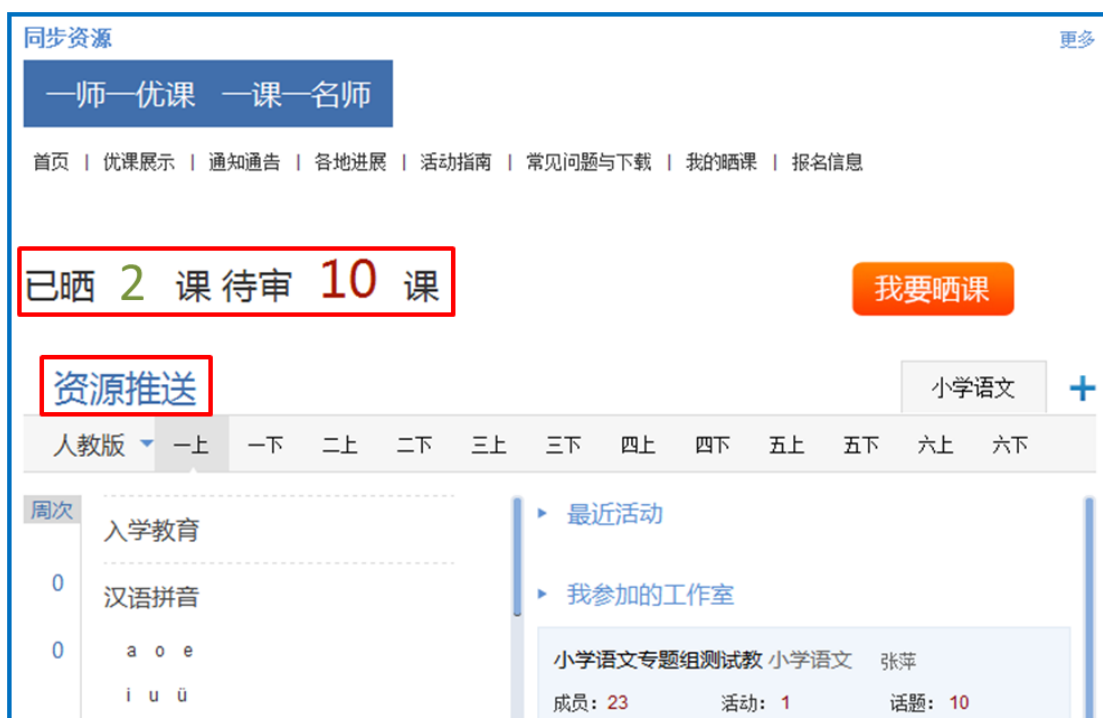 同步资源 更多
一师一优课 一课一名师
首页 | 优课展示 | 通知通告 | 各地进展 | 活动指南 | 常见问题与下载 | 我的晒课 | 报名信息
已晒 2 课 待审 10 课 我要晒课
资源推送 小学语文 +
人教版 一上 一下 二上 二下 三上 三下 四上 四下 五上 五下 六上 六下
周次 入学教育
0 汉语拼音
0 a o e
i u ü
最近活动
我参加的工作室
小学语文专题组测试教 小学语文 张萍
成员：23 活动：1 话题：10